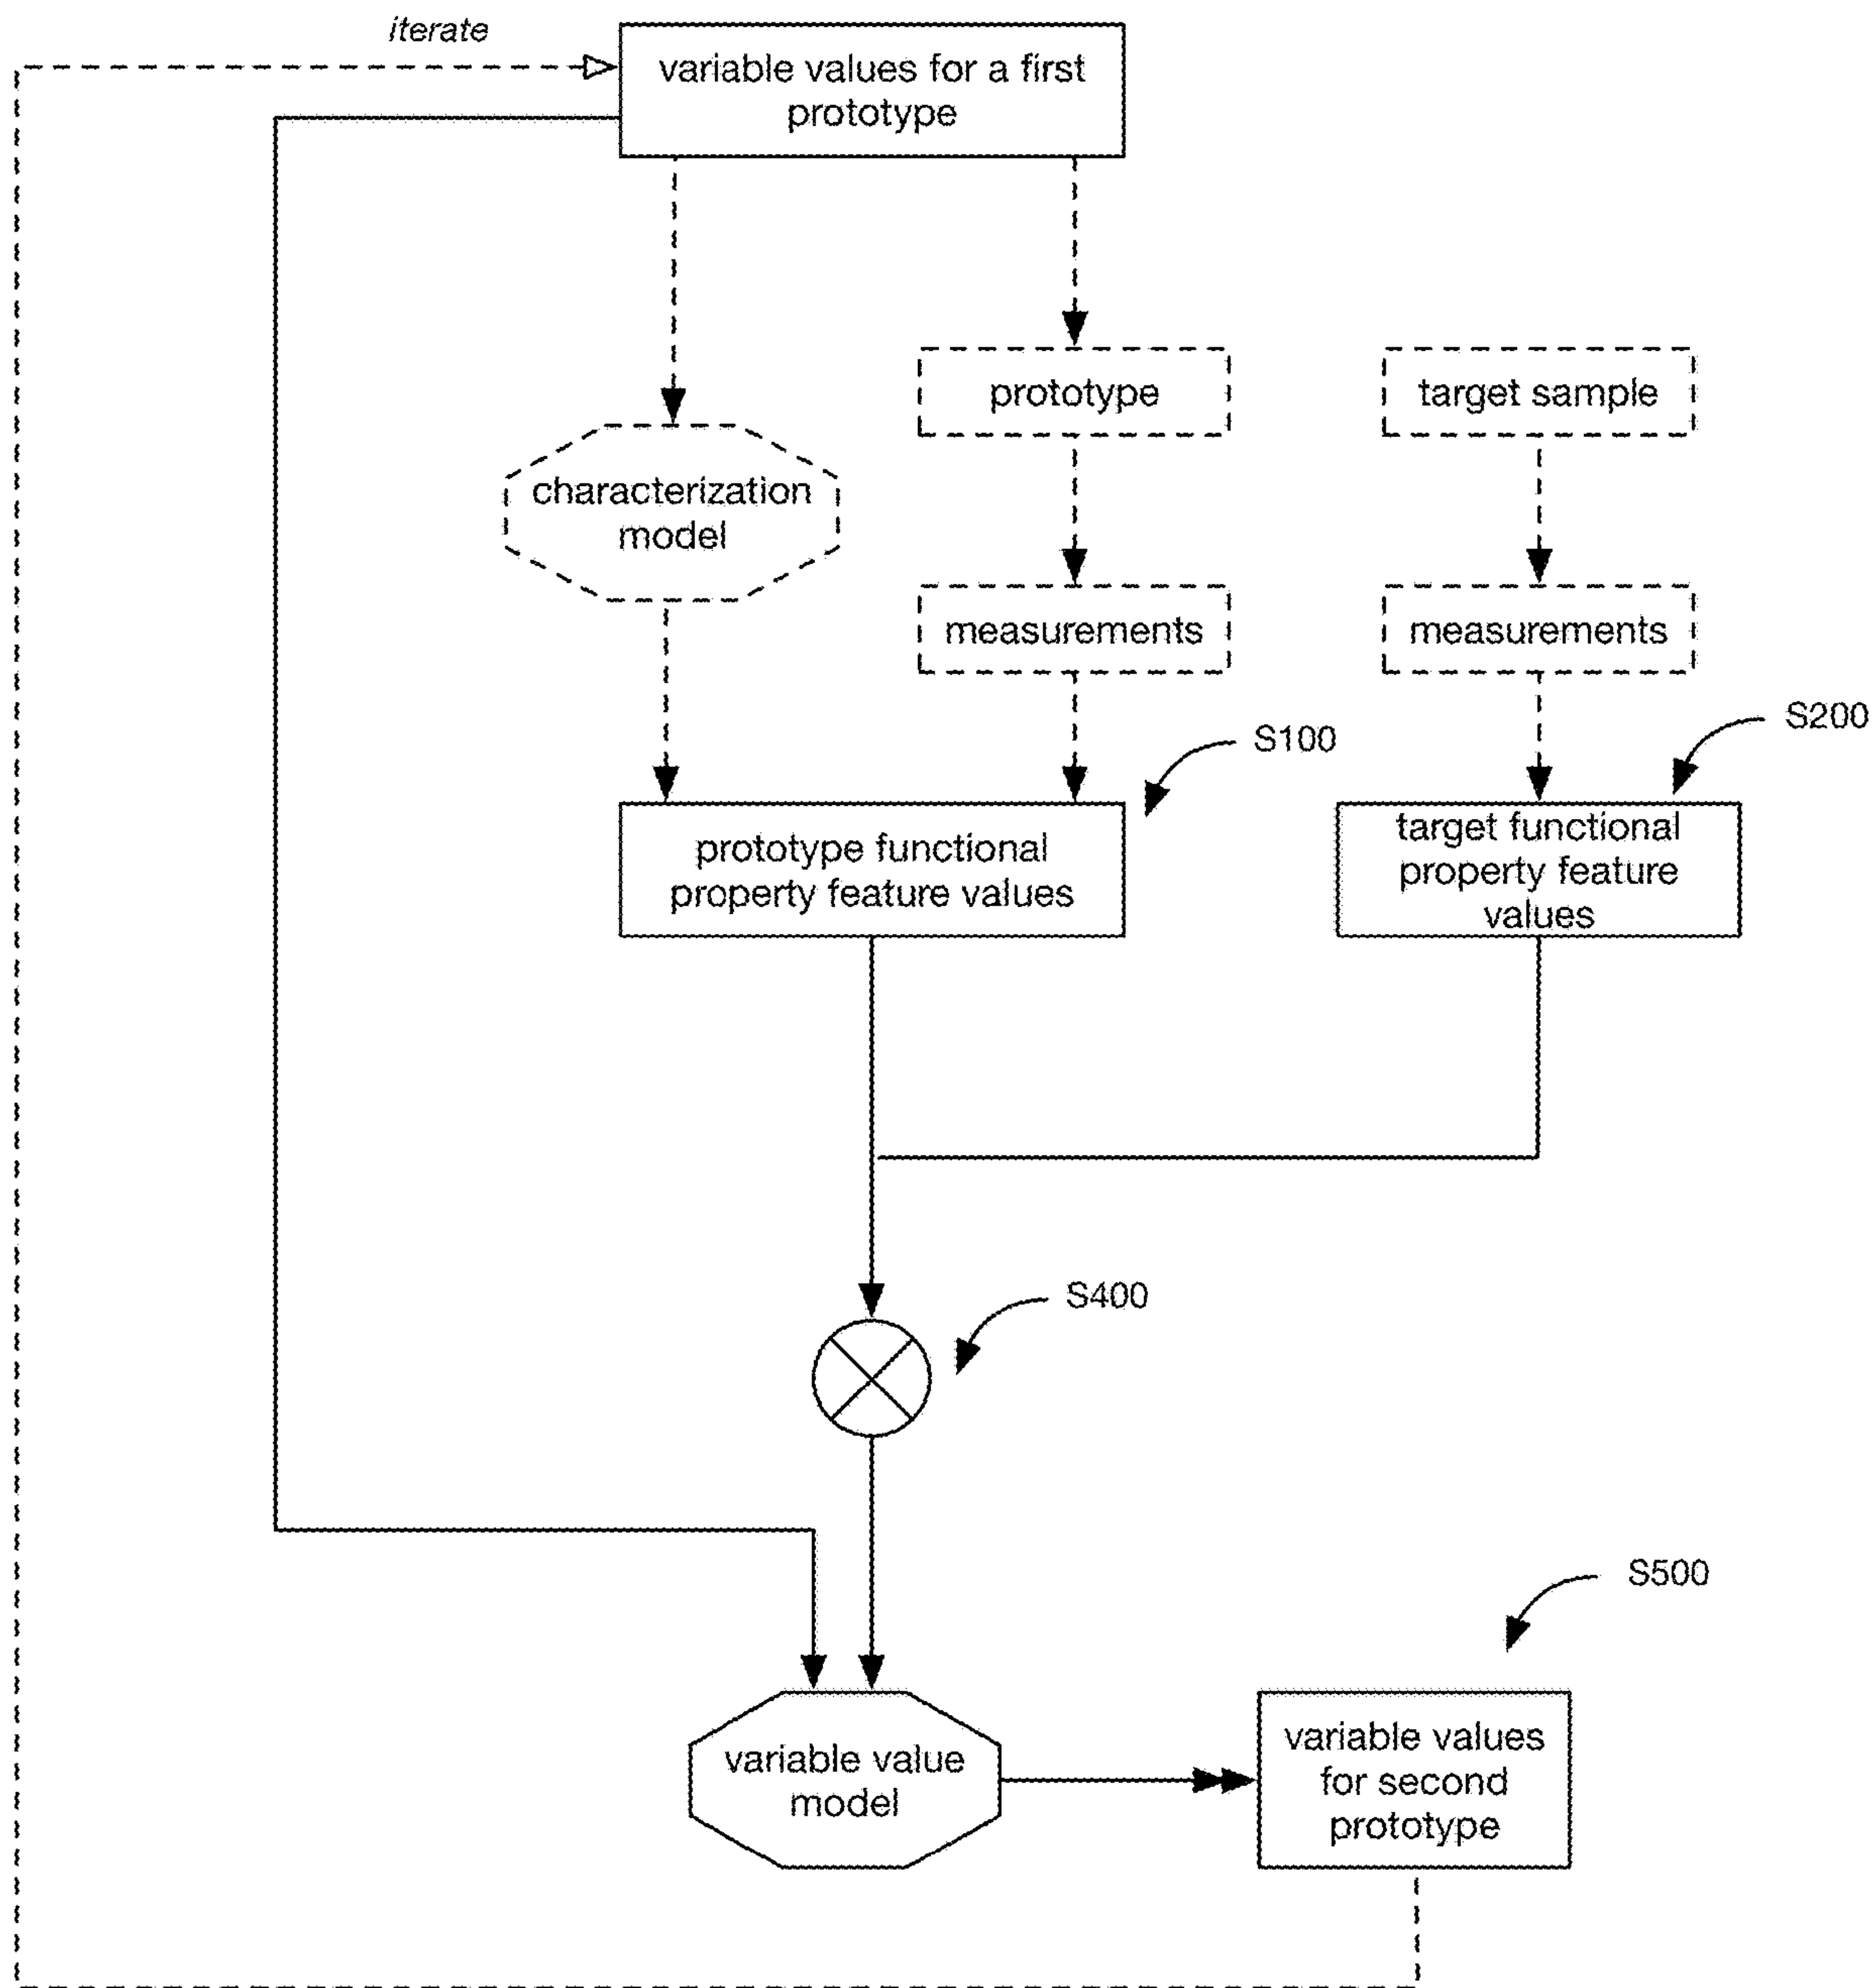 iterate
variable values for a first
prototype
prototype
target sample
characterization
model
measurements
measurements
S100
S200
prototype functional
property feature values
target functional
property feature
values
S400
S500
variable value
model
variable values
for second
prototype